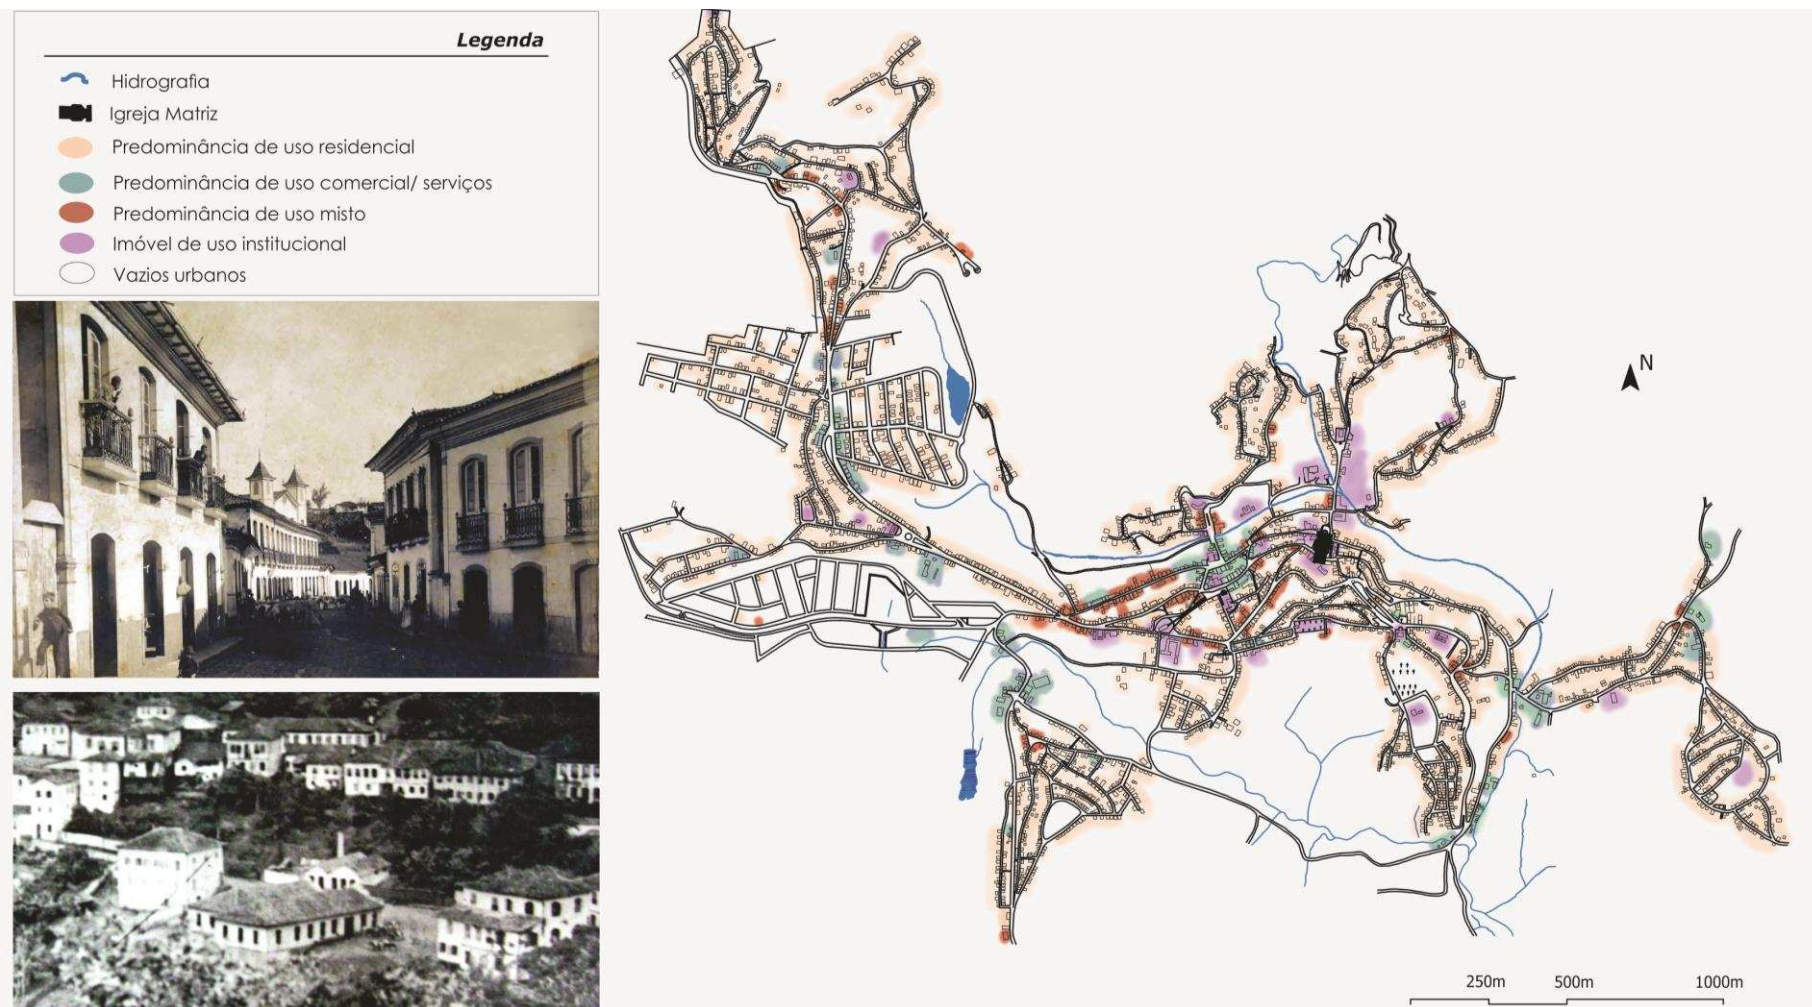 Legenda
Hidrografia
Igreja Matriz
Predominância de uso residencial
Predominância de uso comercial/ serviços
Predominância de uso misto
Imóvel de uso institucional
Vazios urbanos
N
250m 500m 1000m